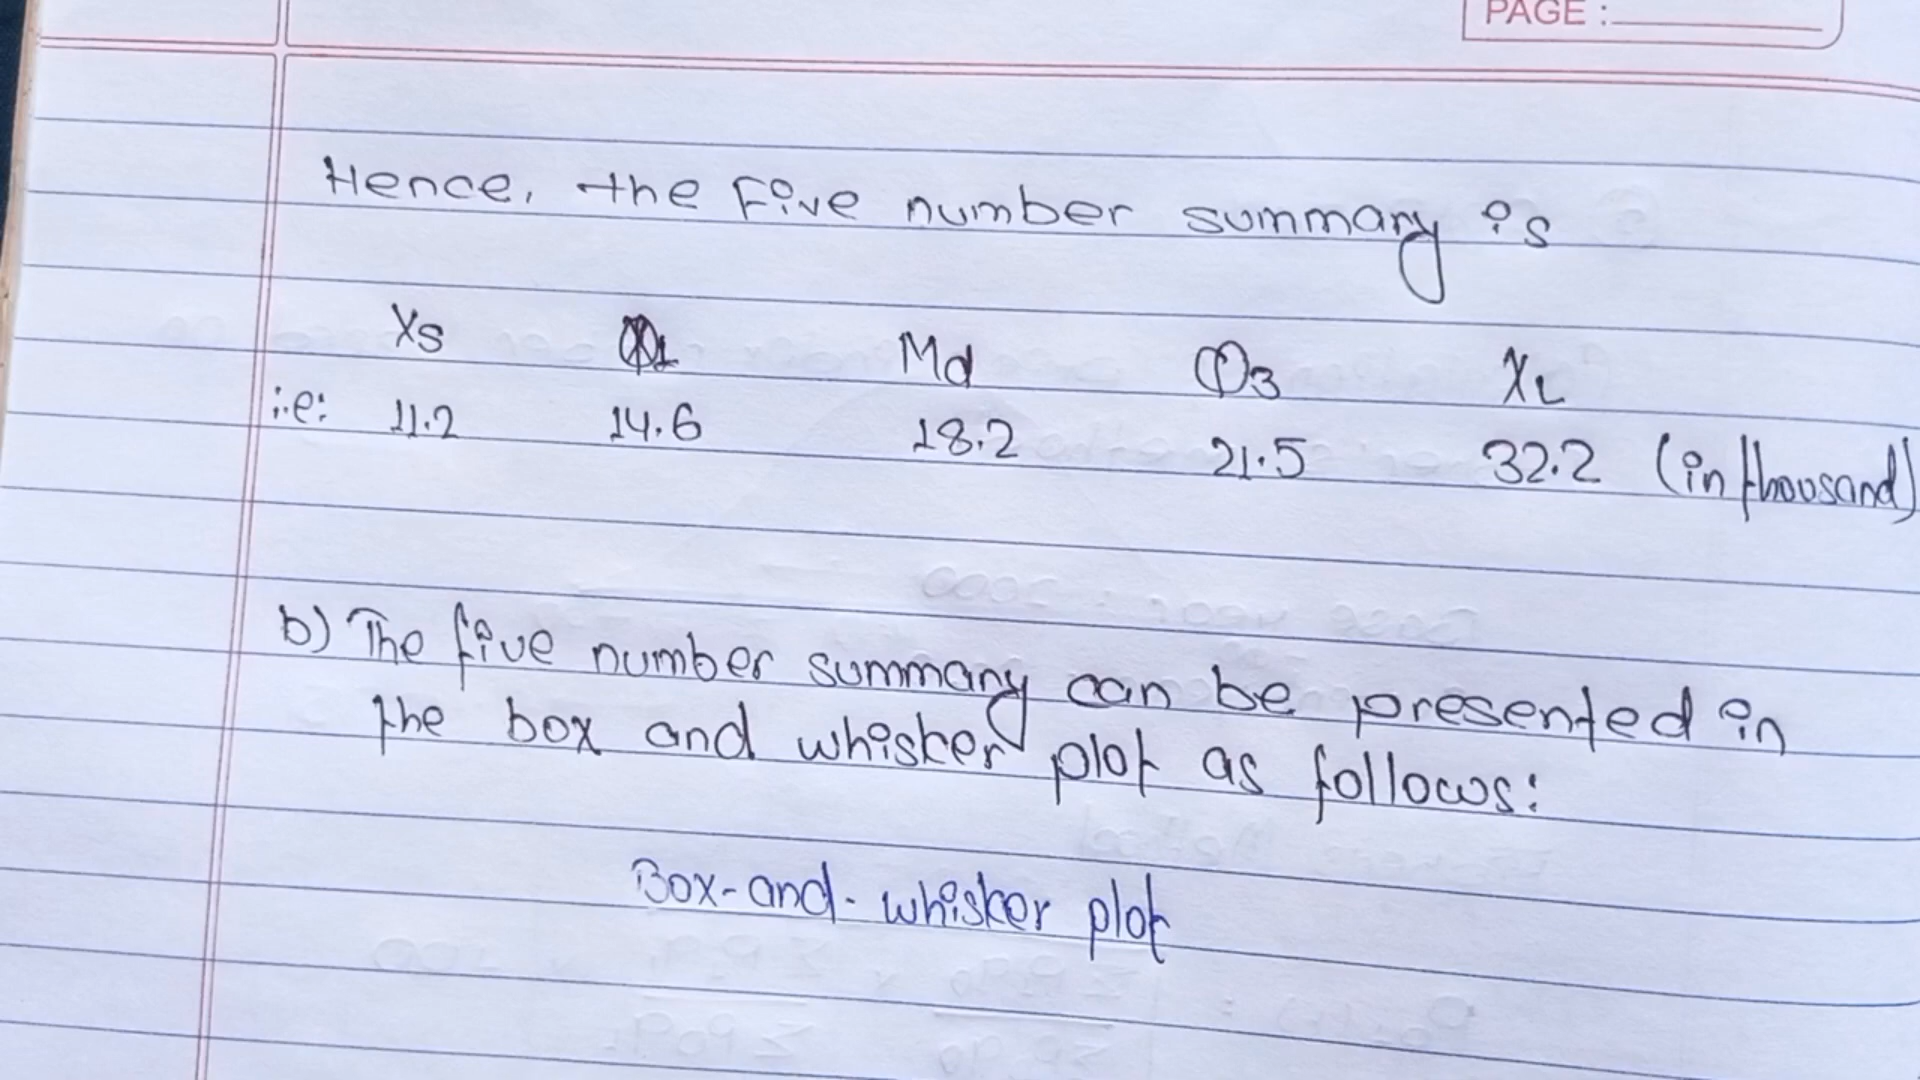 PAGE :
Hence, the Five number summary is
Xs Q1 Md Q3 XL
i.e: 11.2 14.6 18.2 21.5 32.2 (in thousand)
b) The five number summary can be presented in
the box and whisker plot as follows:
Box-and-whisker plot